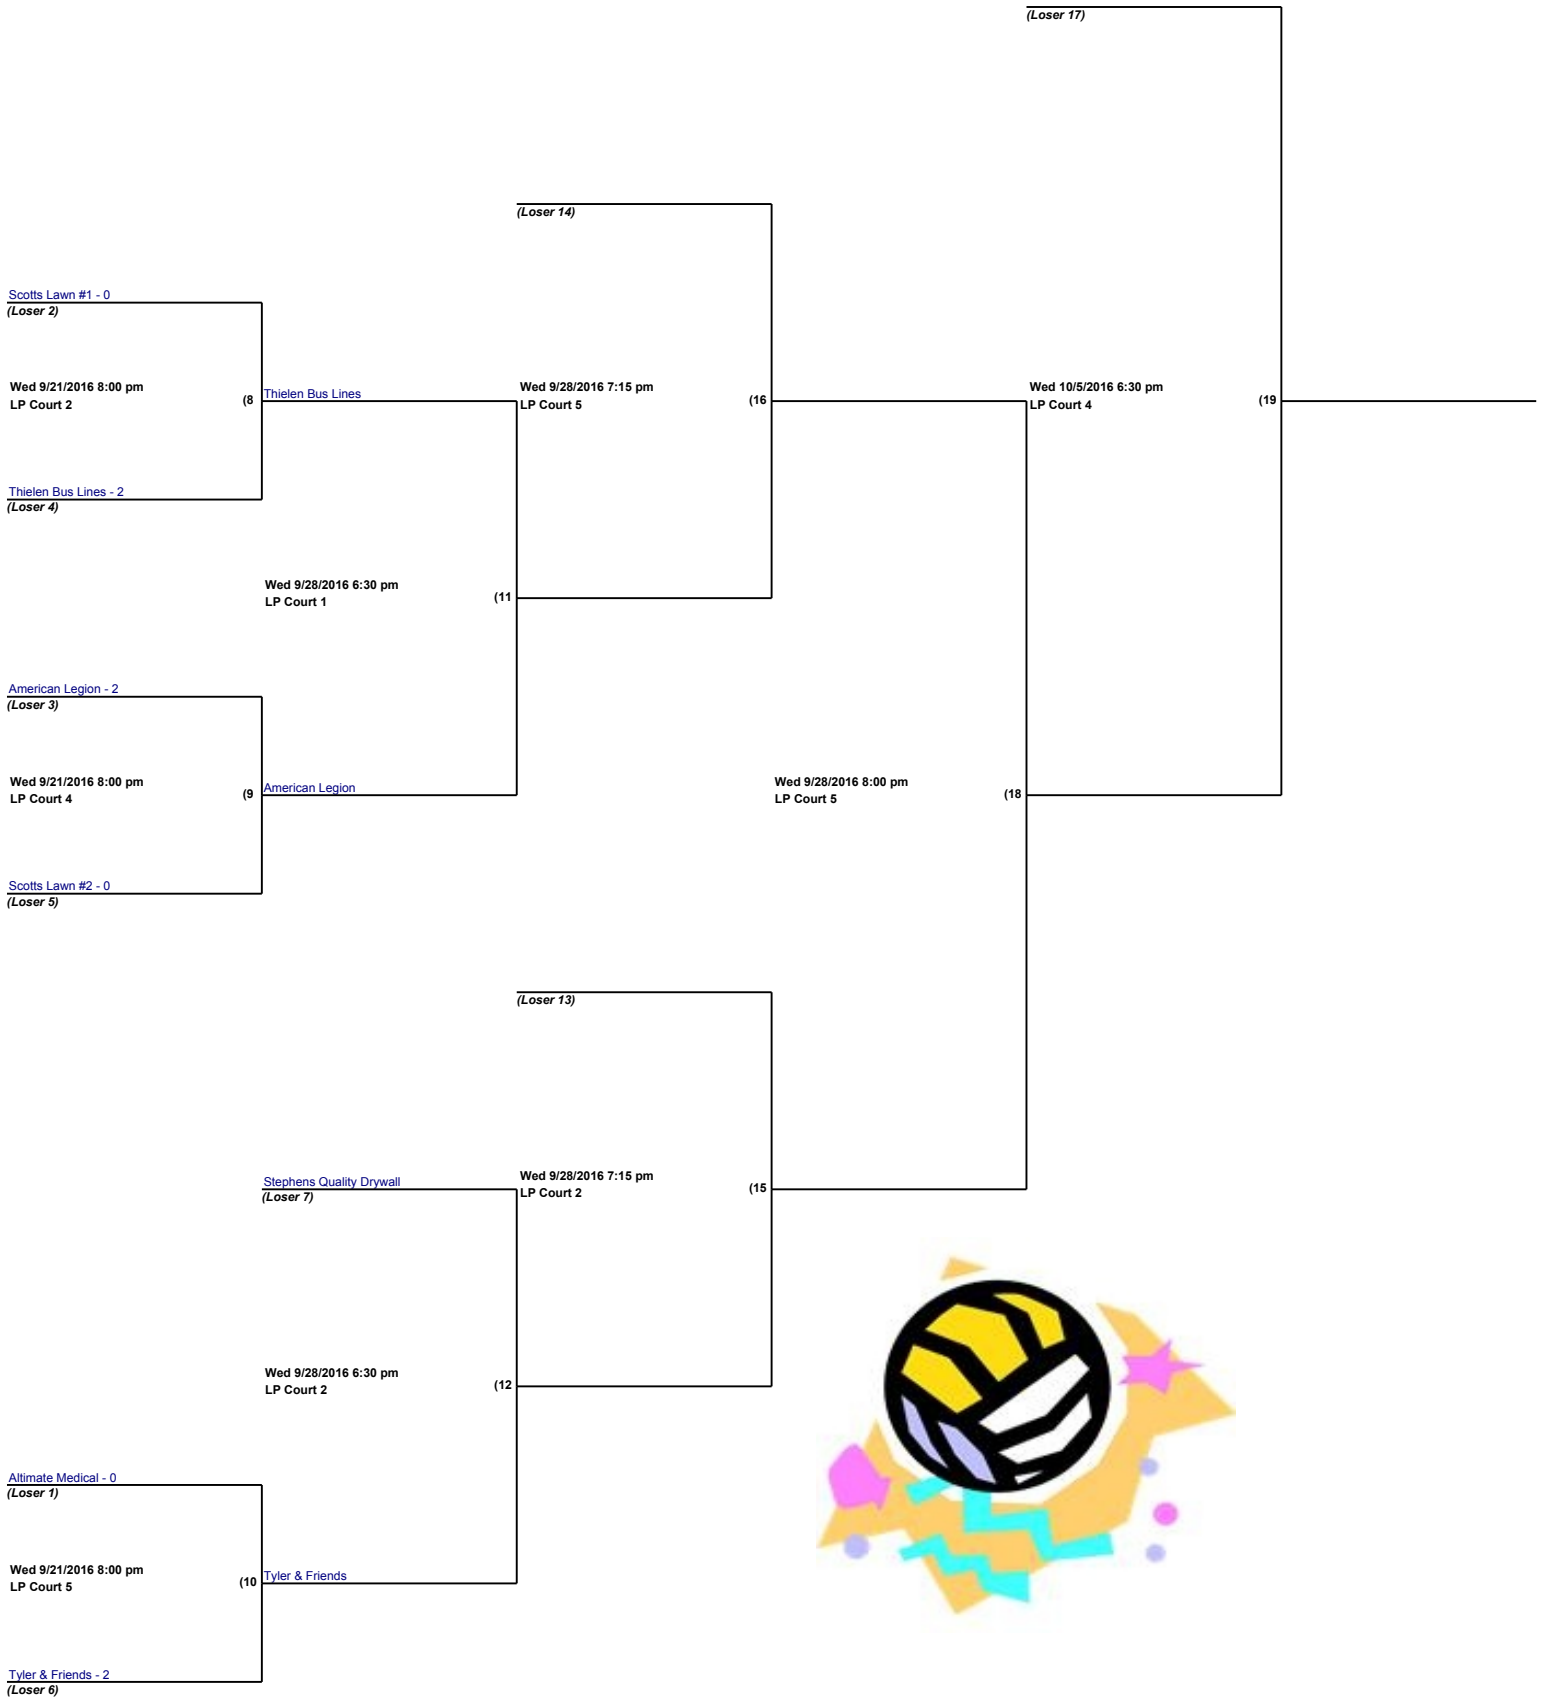 (Loser 17)
(Loser 14)
Scotts Lawn #1 - 0
(Loser 2)
Wed 9/21/2016 8:00 pm
LP Court 2
(8
Thielen Bus Lines
Wed 9/28/2016 7:15 pm
LP Court 5
(16
Wed 10/5/2016 6:30 pm
LP Court 4
(19
Thielen Bus Lines - 2
(Loser 4)
Wed 9/28/2016 6:30 pm
LP Court 1
(11
American Legion - 2
(Loser 3)
Wed 9/21/2016 8:00 pm
LP Court 4
(9
American Legion
Wed 9/28/2016 8:00 pm
LP Court 5
(18
Scotts Lawn #2 - 0
(Loser 5)
(Loser 13)
Stephens Quality Drywall
(Loser 7)
Wed 9/28/2016 7:15 pm
LP Court 2
(15
Wed 9/28/2016 6:30 pm
LP Court 2
(12
Altimate Medical - 0
(Loser 1)
Wed 9/21/2016 8:00 pm
LP Court 5
(10
Tyler & Friends
Tyler & Friends - 2
(Loser 6)